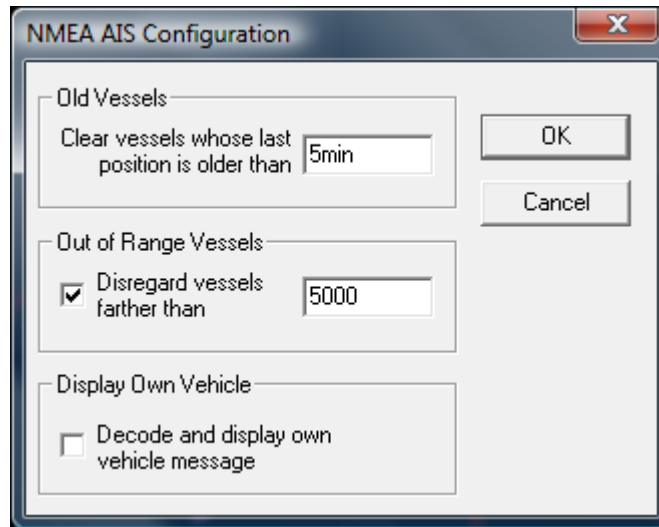 NMEA AIS Configuration
Old Vessels
Clear vessels whose last
position is older than
5min
OK
Cancel
Out of Range Vessels
Disregard vessels
farther than
5000
Display Own Vehicle
Decode and display own
vehicle message